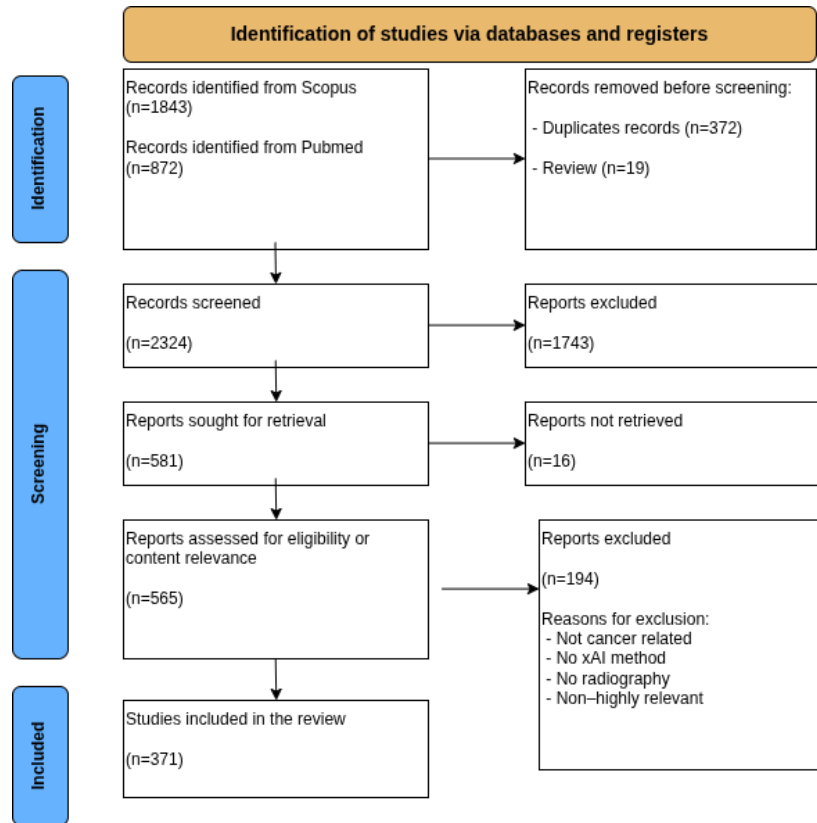 Identification of studies via databases and registers
Identification
Records identified from Scopus
(n=1843)
Records identified from Pubmed
(n=872)
Records removed before screening:
- Duplicates records (n=372)
- Review (n=19)
Screening
Records screened
(n=2324)
Reports excluded
(n=1743)
Reports sought for retrieval
(n=581)
Reports not retrieved
(n=16)
Reports assessed for eligibility or
content relevance
(n=565)
Reports excluded
(n=194)
Reasons for exclusion:
- Not cancer related
- No xAI method
- No radiography
- Non–highly relevant
Included
Studies included in the review
(n=371)